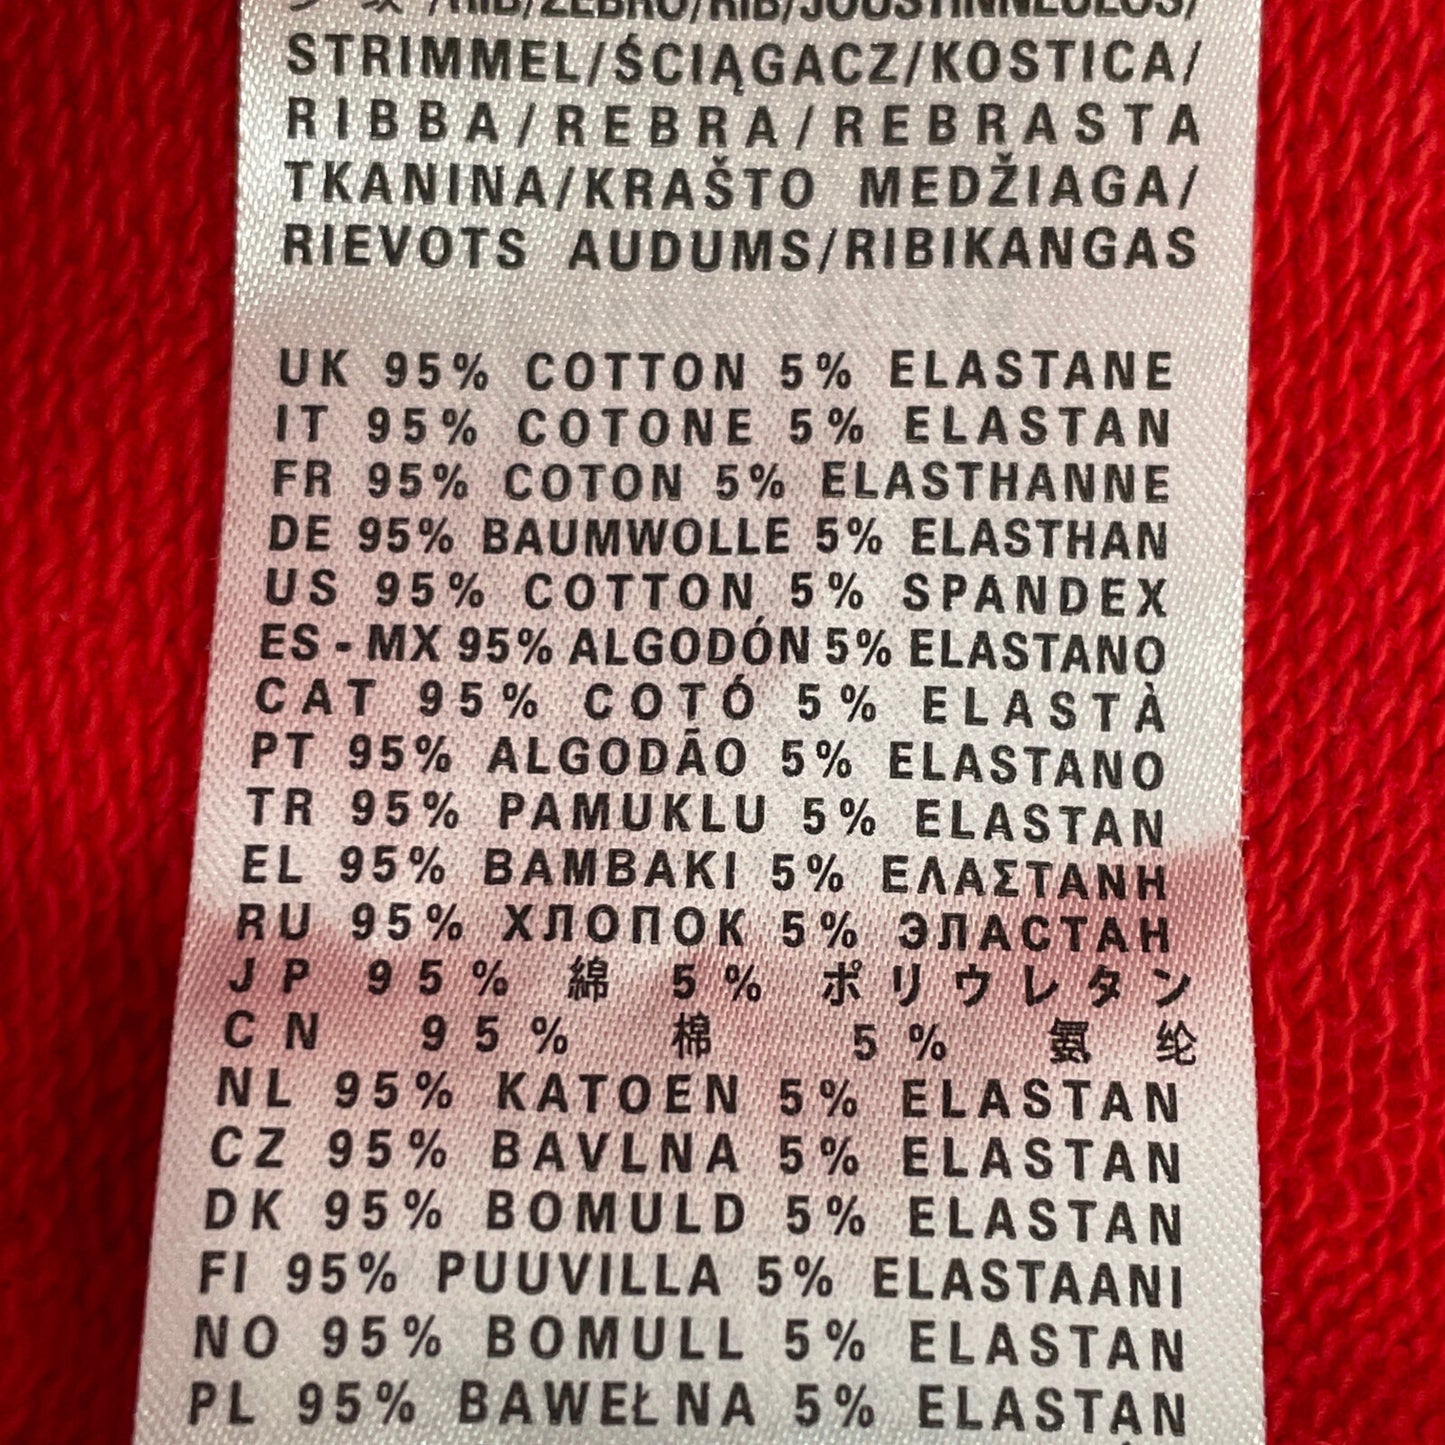 /RIB/ZEBRO/RIB/JOUSTINNEULOS/
STRIMMEL/ŚCIĄGACZ/KOSTICA/
RIBBA/REBRA/REBRASTA
TKANINA/KRAŠTO MEDŽIAGA/
RIEVOTS AUDUMS/RIBIKANGAS
UK 95% COTTON 5% ELASTANE
IT 95% COTONE 5% ELASTAN
FR 95% COTON 5% ELASTHANNE
DE 95% BAUMWOLLE 5% ELASTHAN
US 95% COTTON 5% SPANDEX
ES-MX 95% ALGODÓN 5% ELASTANO
CAT 95% COTÓ 5% ELASTÀ
PT 95% ALGODÃO 5% ELASTANO
TR 95% PAMUKLU 5% ELASTAN
EL 95% ΒΑΜΒΑΚΙ 5% ΕΛΑΣΤΑΝΗ
RU 95% ХЛОПОК 5% ЭЛАСТАН
JP 95% 綿 5% ポリウレタン
CN 95% 棉 5% 氨纶
NL 95% KATOEN 5% ELASTAN
CZ 95% BAVLNA 5% ELASTAN
DK 95% BOMULD 5% ELASTAN
FI 95% PUUVILLA 5% ELASTAANI
NO 95% BOMULL 5% ELASTAN
PL 95% BAWEŁNA 5% ELASTAN